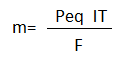 Peq IT
m=
F